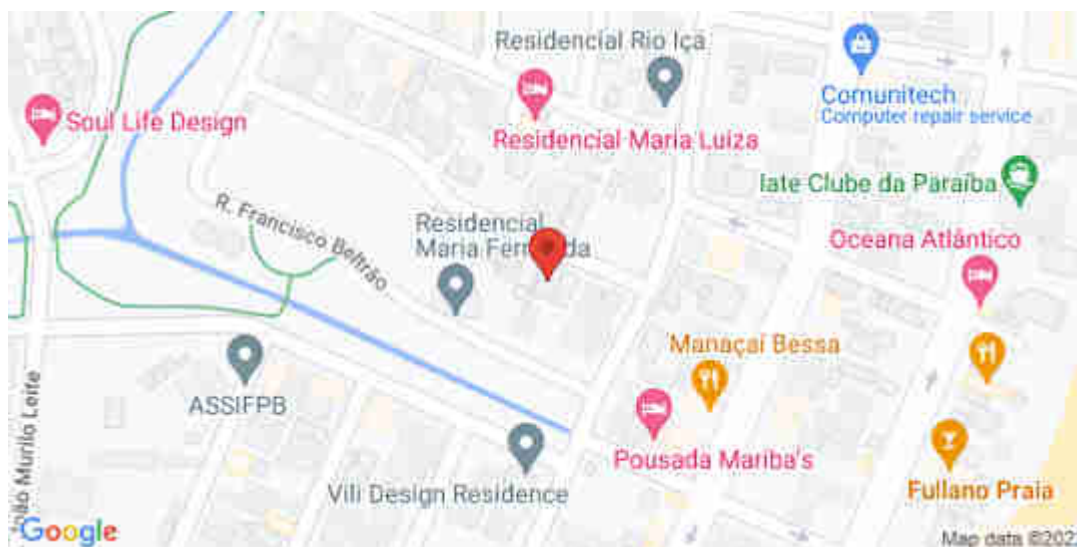 Residencial Rio Içá
Comunitech
Computer repair service
Soul Life Design
Residencial Maria Luiza
Iate Clube da Paraíba
R. Francisco Beltrão
Residencial
Maria
Oceana Atlântico
Manaçaí Bessa
João Murilo Leite
ASSIFPB
Pousada Mariba's
Vili Design Residence
Fullano Praia
Google
Map data